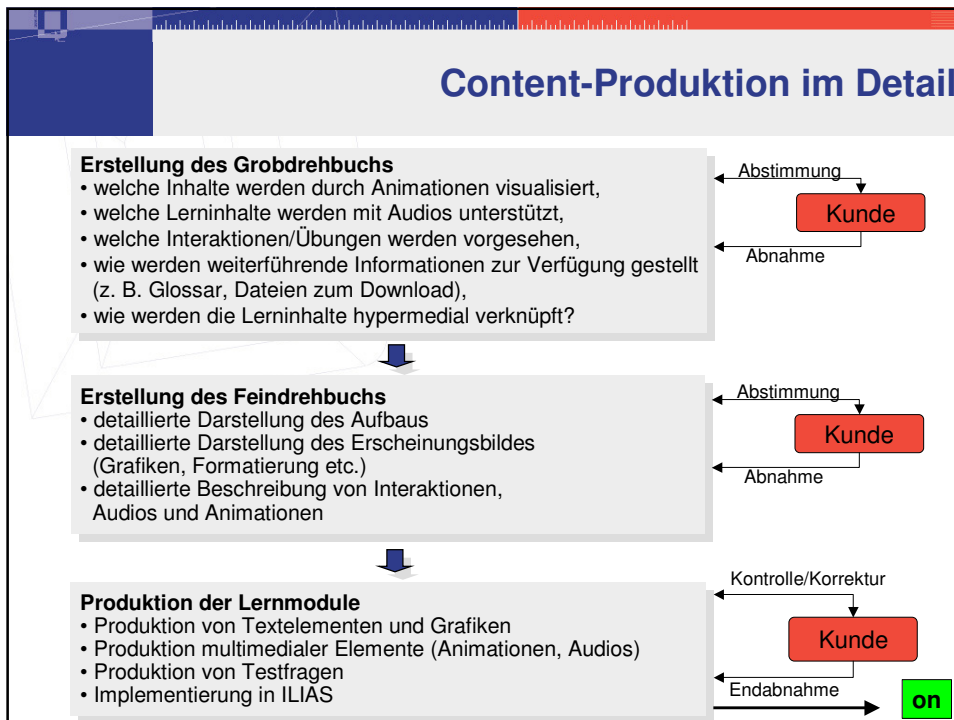 Content-Produktion im Detail
Erstellung des Grobdrehbuchs
• welche Inhalte werden durch Animationen visualisiert,
• welche Lerninhalte werden mit Audios unterstützt,
• welche Interaktionen/Übungen werden vorgesehen,
• wie werden weiterführende Informationen zur Verfügung gestellt
(z. B. Glossar, Dateien zum Download),
• wie werden die Lerninhalte hypermedial verknüpft?
Abstimmung
Kunde
Abnahme
Erstellung des Feindrehbuchs
• detaillierte Darstellung des Aufbaus
• detaillierte Darstellung des Erscheinungsbildes
(Grafiken, Formatierung etc.)
• detaillierte Beschreibung von Interaktionen,
Audios und Animationen
Abstimmung
Kunde
Abnahme
Produktion der Lernmodule
• Produktion von Textelementen und Grafiken
• Produktion multimedialer Elemente (Animationen, Audios)
• Produktion von Testfragen
• Implementierung in ILIAS
Kontrolle/Korrektur
Kunde
Endabnahme
on